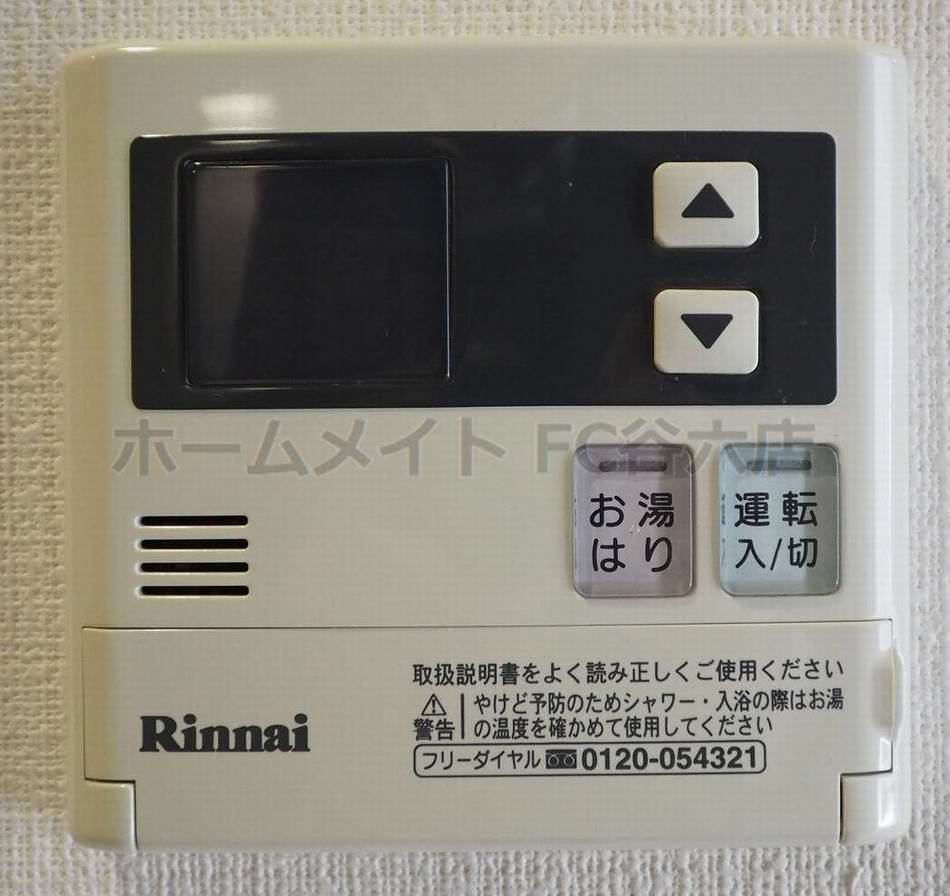 ホームメイト FC谷六店
お湯
はり
運転
入/切
取扱説明書をよく読み正しくご使用ください
警告
やけど予防のためシャワー・入浴の際はお湯
の温度を確かめて使用してください
Rinnai
フリーダイヤル 0120-054321